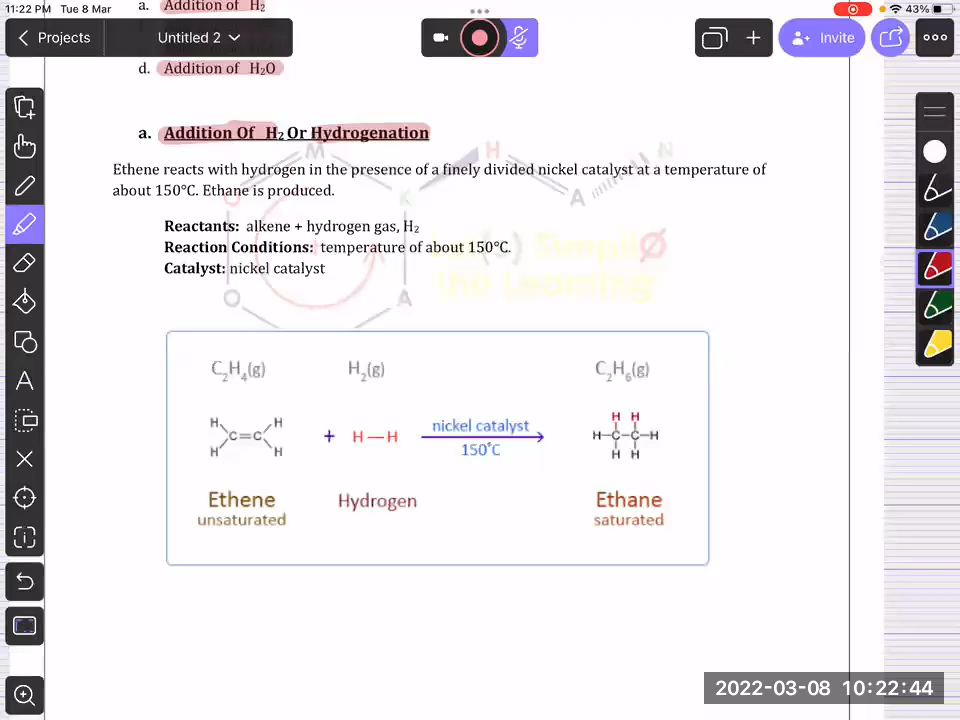 11:22 PM Tue 8 Mar
43%
Projects
Untitled 2
Invite
a. Addition of H₂
d. Addition of H₂O
a. Addition Of H₂ Or Hydrogenation
Ethene reacts with hydrogen in the presence of a finely divided nickel catalyst at a temperature of
about 150°C. Ethane is produced.
Reactants: alkene + hydrogen gas, H₂
Reaction Conditions: temperature of about 150°C.
Catalyst: nickel catalyst
M H N
O K A
O A
the Learning
C₂H₄(g) H₂(g) C₂H₆(g)
H H H H
C=C + H—H nickel catalyst H-C-C-H
H H 150°C H H
Ethene Hydrogen Ethane
unsaturated saturated
A
2022-03-08 10:22:44